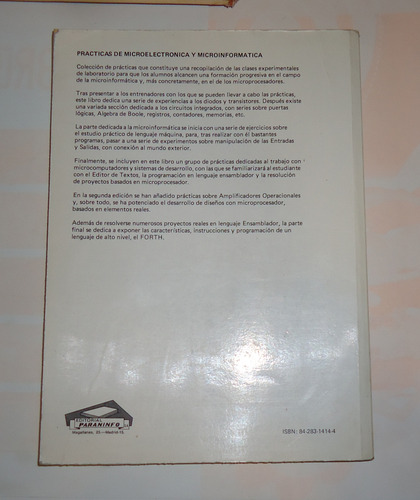 PRACTICAS DE MICROELECTRONICA Y MICROINFORMATICA
Colección de prácticas que constituye una recopilación de las clases experimentales
de laboratorio para que los alumnos alcancen una formación progresiva en el campo
de la microinformática y, más concretamente, en el de los microprocesadores.
Tras presentar a los entrenadores con los que se pueden llevar a cabo las prácticas,
este libro dedica una serie de experiencias a los diodos y transistores. Después existe
una variada sección dedicada a los circuitos integrados, con series sobre puertas
lógicas, Algebra de Boole, registros, contadores, memorias, etc.
La parte dedicada a la microinformática se inicia con una serie de ejercicios sobre
el estudio práctico de lenguaje máquina, para, tras realizar con él bastantes
programas, pasar a una serie de experimentos sobre manipulación de las Entradas
y Salidas, con conexión al mundo exterior.
Finalmente, se incluyen en este libro un grupo de prácticas dedicadas al trabajo con
microcomputadores y sistemas de desarrollo, con las que se familiarizará al estudiante
con el Editor de Textos, la programación en lenguaje ensamblador y la resolución
de proyectos basados en microprocesador.
En la segunda edición se han añadido prácticas sobre Amplificadores Operacionales
y, sobre todo, se ha potenciado el desarrollo de diseños con microprocesador,
basados en elementos reales.
Además de resolverse numerosos proyectos reales en lenguaje Ensamblador, la parte
final se dedica a exponer las características, instrucciones y programación de un
lenguaje de alto nivel, el FORTH.
EDITORIAL
PARANINFO
Magallanes, 25 - Madrid-15
ISBN: 84-283-1414-4